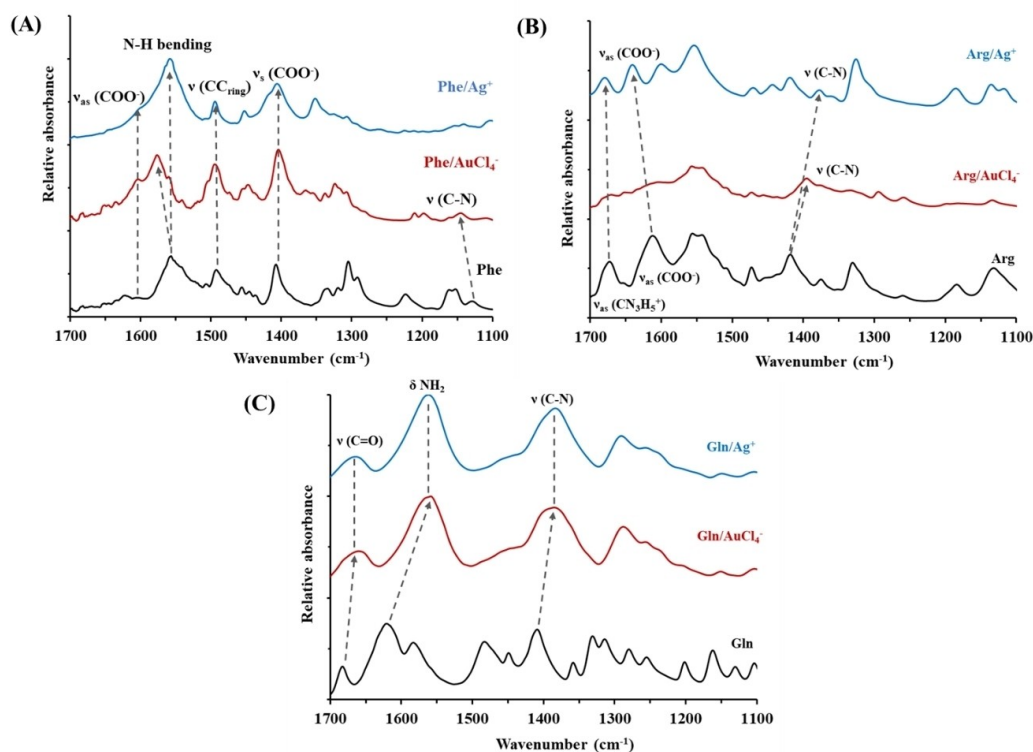 (A)
N-H bending
νas (COO-)
ν (CCring)
νs (COO-)
Phe/Ag+
Phe/AuCl4-
ν (C-N)
Phe
Relative absorbance
1700 1600 1500 1400 1300 1200 1100
Wavenumber (cm-1)
(B)
νas (COO-)
Arg/Ag+
ν (C-N)
ν (C-N)
Arg/AuCl4-
Arg
νas (COO-)
νas (CN3H5+)
Relative absorbance
1700 1600 1500 1400 1300 1200 1100
Wavenumber (cm-1)
(C)
δ NH2
ν (C=O)
ν (C-N)
Gln/Ag+
Gln/AuCl4-
Gln
Relative absorbance
1700 1600 1500 1400 1300 1200 1100
Wavenumber (cm-1)